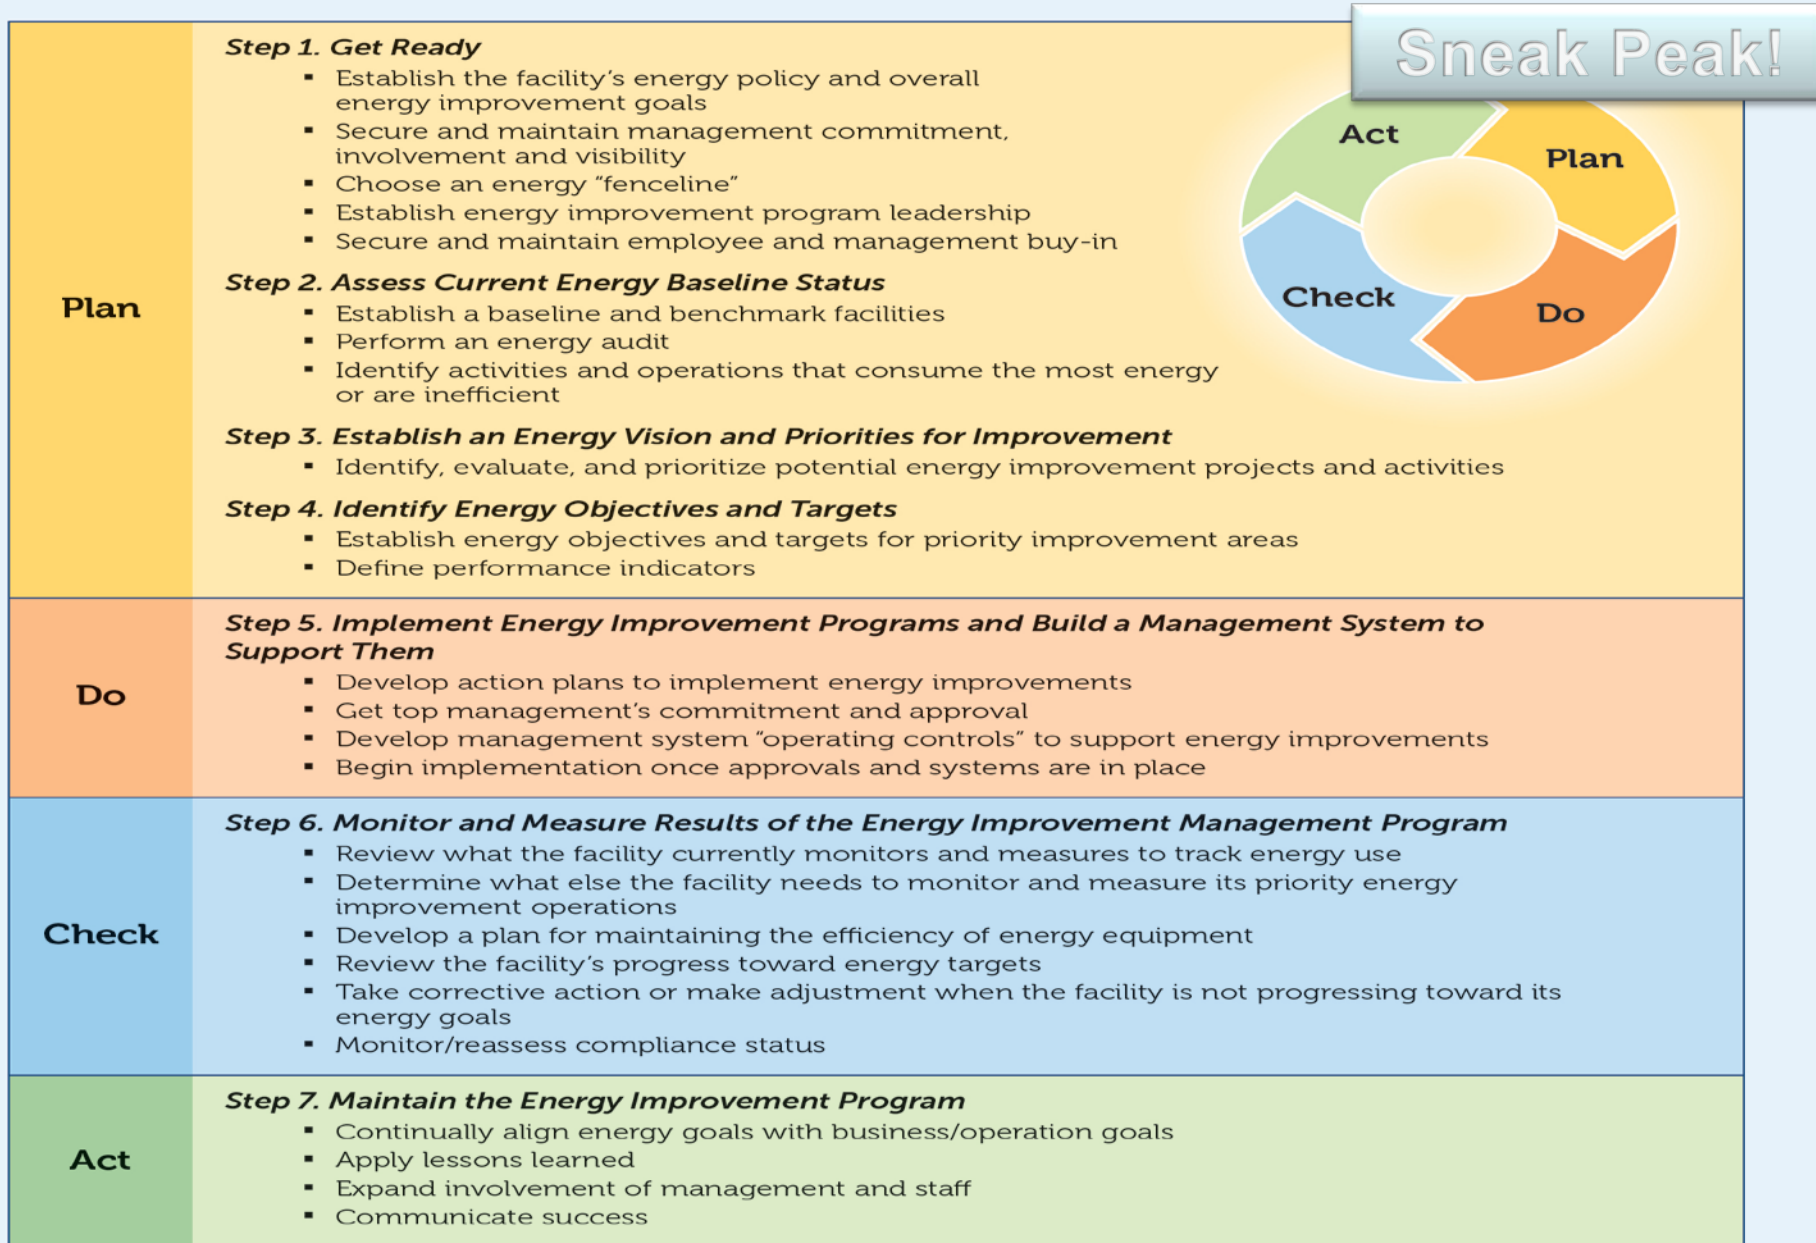 Sneak Peak!
Plan
Step 1. Get Ready
▪ Establish the facility's energy policy and overall
energy improvement goals
▪ Secure and maintain management commitment,
involvement and visibility
▪ Choose an energy “fenceline”
▪ Establish energy improvement program leadership
▪ Secure and maintain employee and management buy-in
Step 2. Assess Current Energy Baseline Status
▪ Establish a baseline and benchmark facilities
▪ Perform an energy audit
▪ Identify activities and operations that consume the most energy
or are inefficient
Step 3. Establish an Energy Vision and Priorities for Improvement
▪ Identify, evaluate, and prioritize potential energy improvement projects and activities
Step 4. Identify Energy Objectives and Targets
▪ Establish energy objectives and targets for priority improvement areas
▪ Define performance indicators
Act
Plan
Check
Do
Do
Step 5. Implement Energy Improvement Programs and Build a Management System to
Support Them
▪ Develop action plans to implement energy improvements
▪ Get top management's commitment and approval
▪ Develop management system “operating controls” to support energy improvements
▪ Begin implementation once approvals and systems are in place
Check
Step 6. Monitor and Measure Results of the Energy Improvement Management Program
▪ Review what the facility currently monitors and measures to track energy use
▪ Determine what else the facility needs to monitor and measure its priority energy
improvement operations
▪ Develop a plan for maintaining the efficiency of energy equipment
▪ Review the facility's progress toward energy targets
▪ Take corrective action or make adjustment when the facility is not progressing toward its
energy goals
▪ Monitor/reassess compliance status
Act
Step 7. Maintain the Energy Improvement Program
▪ Continually align energy goals with business/operation goals
▪ Apply lessons learned
▪ Expand involvement of management and staff
▪ Communicate success